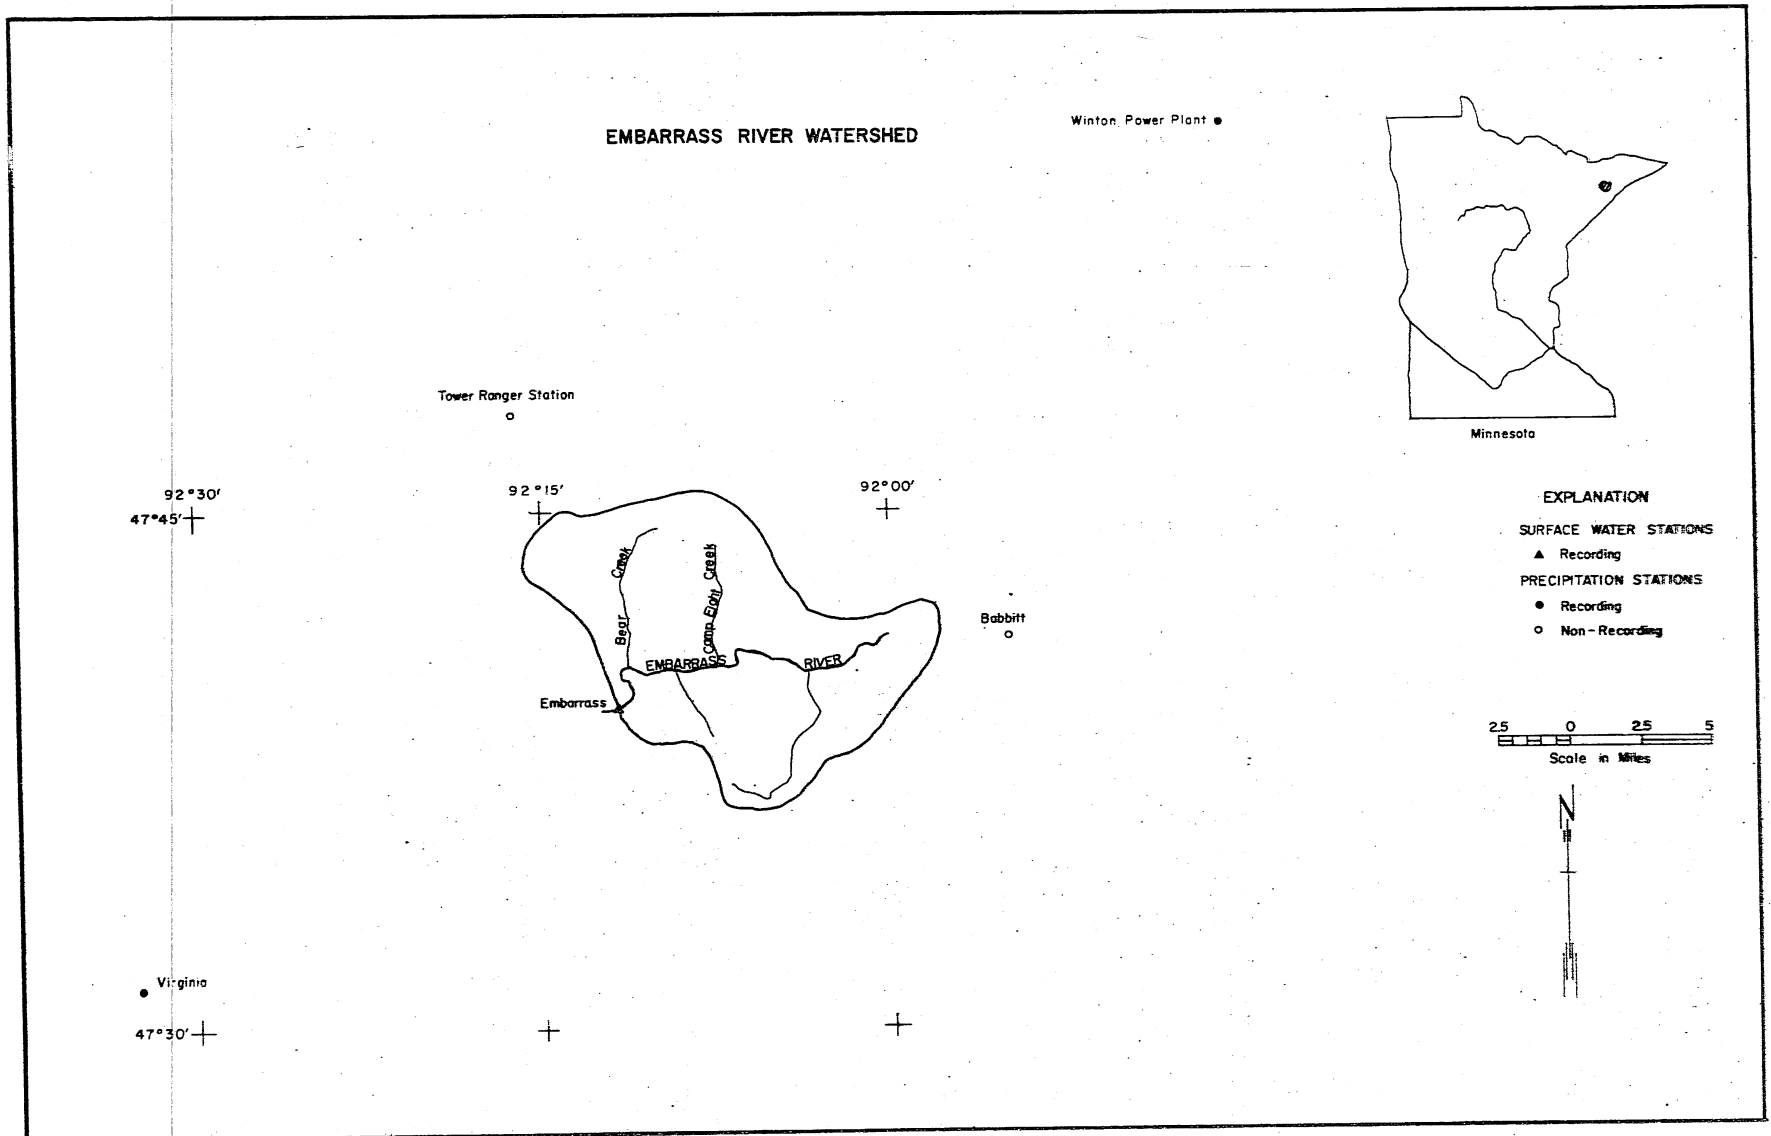 EMBARRASS RIVER WATERSHED
Winton Power Plant
Minnesota
Tower Ranger Station
92°30'
92°15'
92°00'
47°45'
EXPLANATION
SURFACE WATER STATIONS
Recording
PRECIPITATION STATIONS
Recording
Non-Recording
Creek
Bear
Camp Eight Creek
Babbitt
EMBARRASS RIVER
Embarrass
2.5 0 2.5 5
Scale in Miles
N
Virginia
47°30'